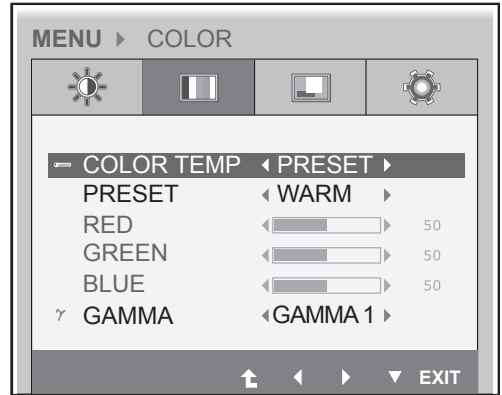 MENU COLOR
COLOR TEMP PRESET
PRESET WARM
RED 50
GREEN 50
BLUE 50
γ GAMMA GAMMA 1
EXIT